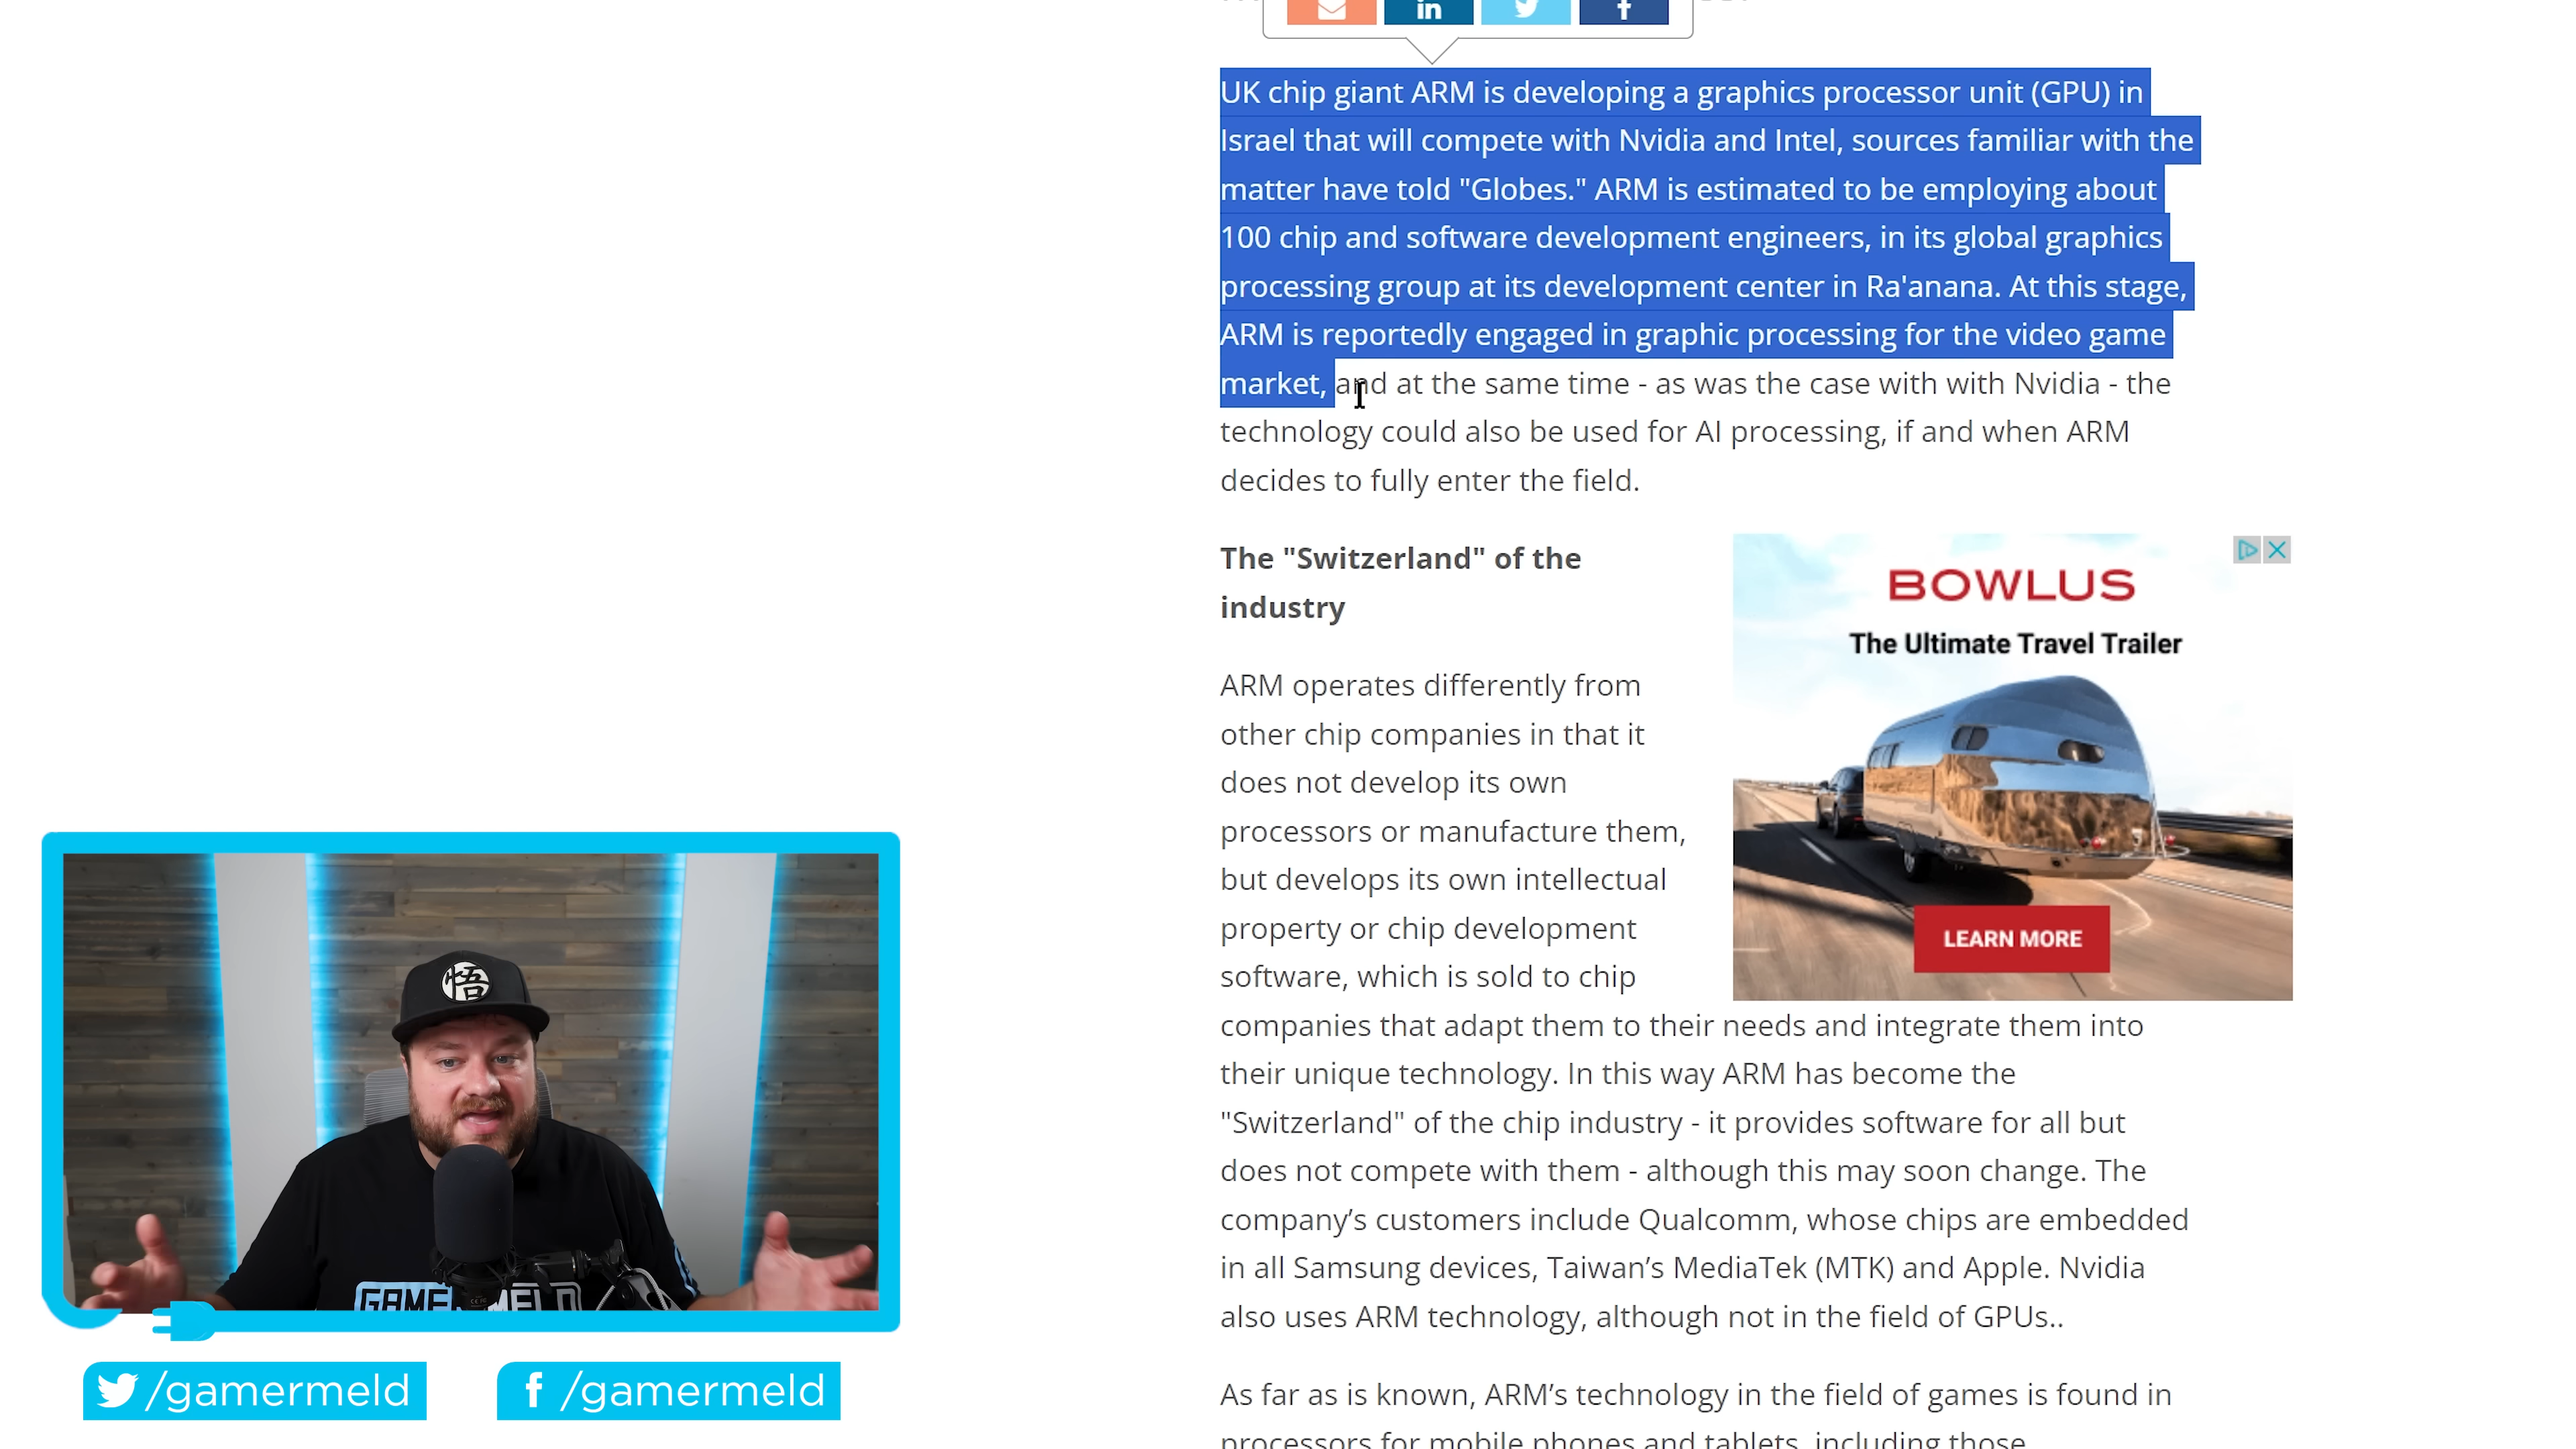 UK chip giant ARM is developing a graphics processor unit (GPU) in
Israel that will compete with Nvidia and Intel, sources familiar with the
matter have told "Globes." ARM is estimated to be employing about
100 chip and software development engineers, in its global graphics
processing group at its development center in Ra'anana. At this stage,
ARM is reportedly engaged in graphic processing for the video game
market, and at the same time - as was the case with with Nvidia - the
technology could also be used for AI processing, if and when ARM
decides to fully enter the field.
The "Switzerland" of the
industry
ARM operates differently from
other chip companies in that it
does not develop its own
processors or manufacture them,
but develops its own intellectual
property or chip development
software, which is sold to chip
companies that adapt them to their needs and integrate them into
their unique technology. In this way ARM has become the
"Switzerland" of the chip industry - it provides software for all but
does not compete with them - although this may soon change. The
company’s customers include Qualcomm, whose chips are embedded
in all Samsung devices, Taiwan’s MediaTek (MTK) and Apple. Nvidia
also uses ARM technology, although not in the field of GPUs..
As far as is known, ARM’s technology in the field of games is found in
processors for mobile phones and tablets, including those
BOWLUS
The Ultimate Travel Trailer
LEARN MORE
悟
/gamermeld
f /gamermeld